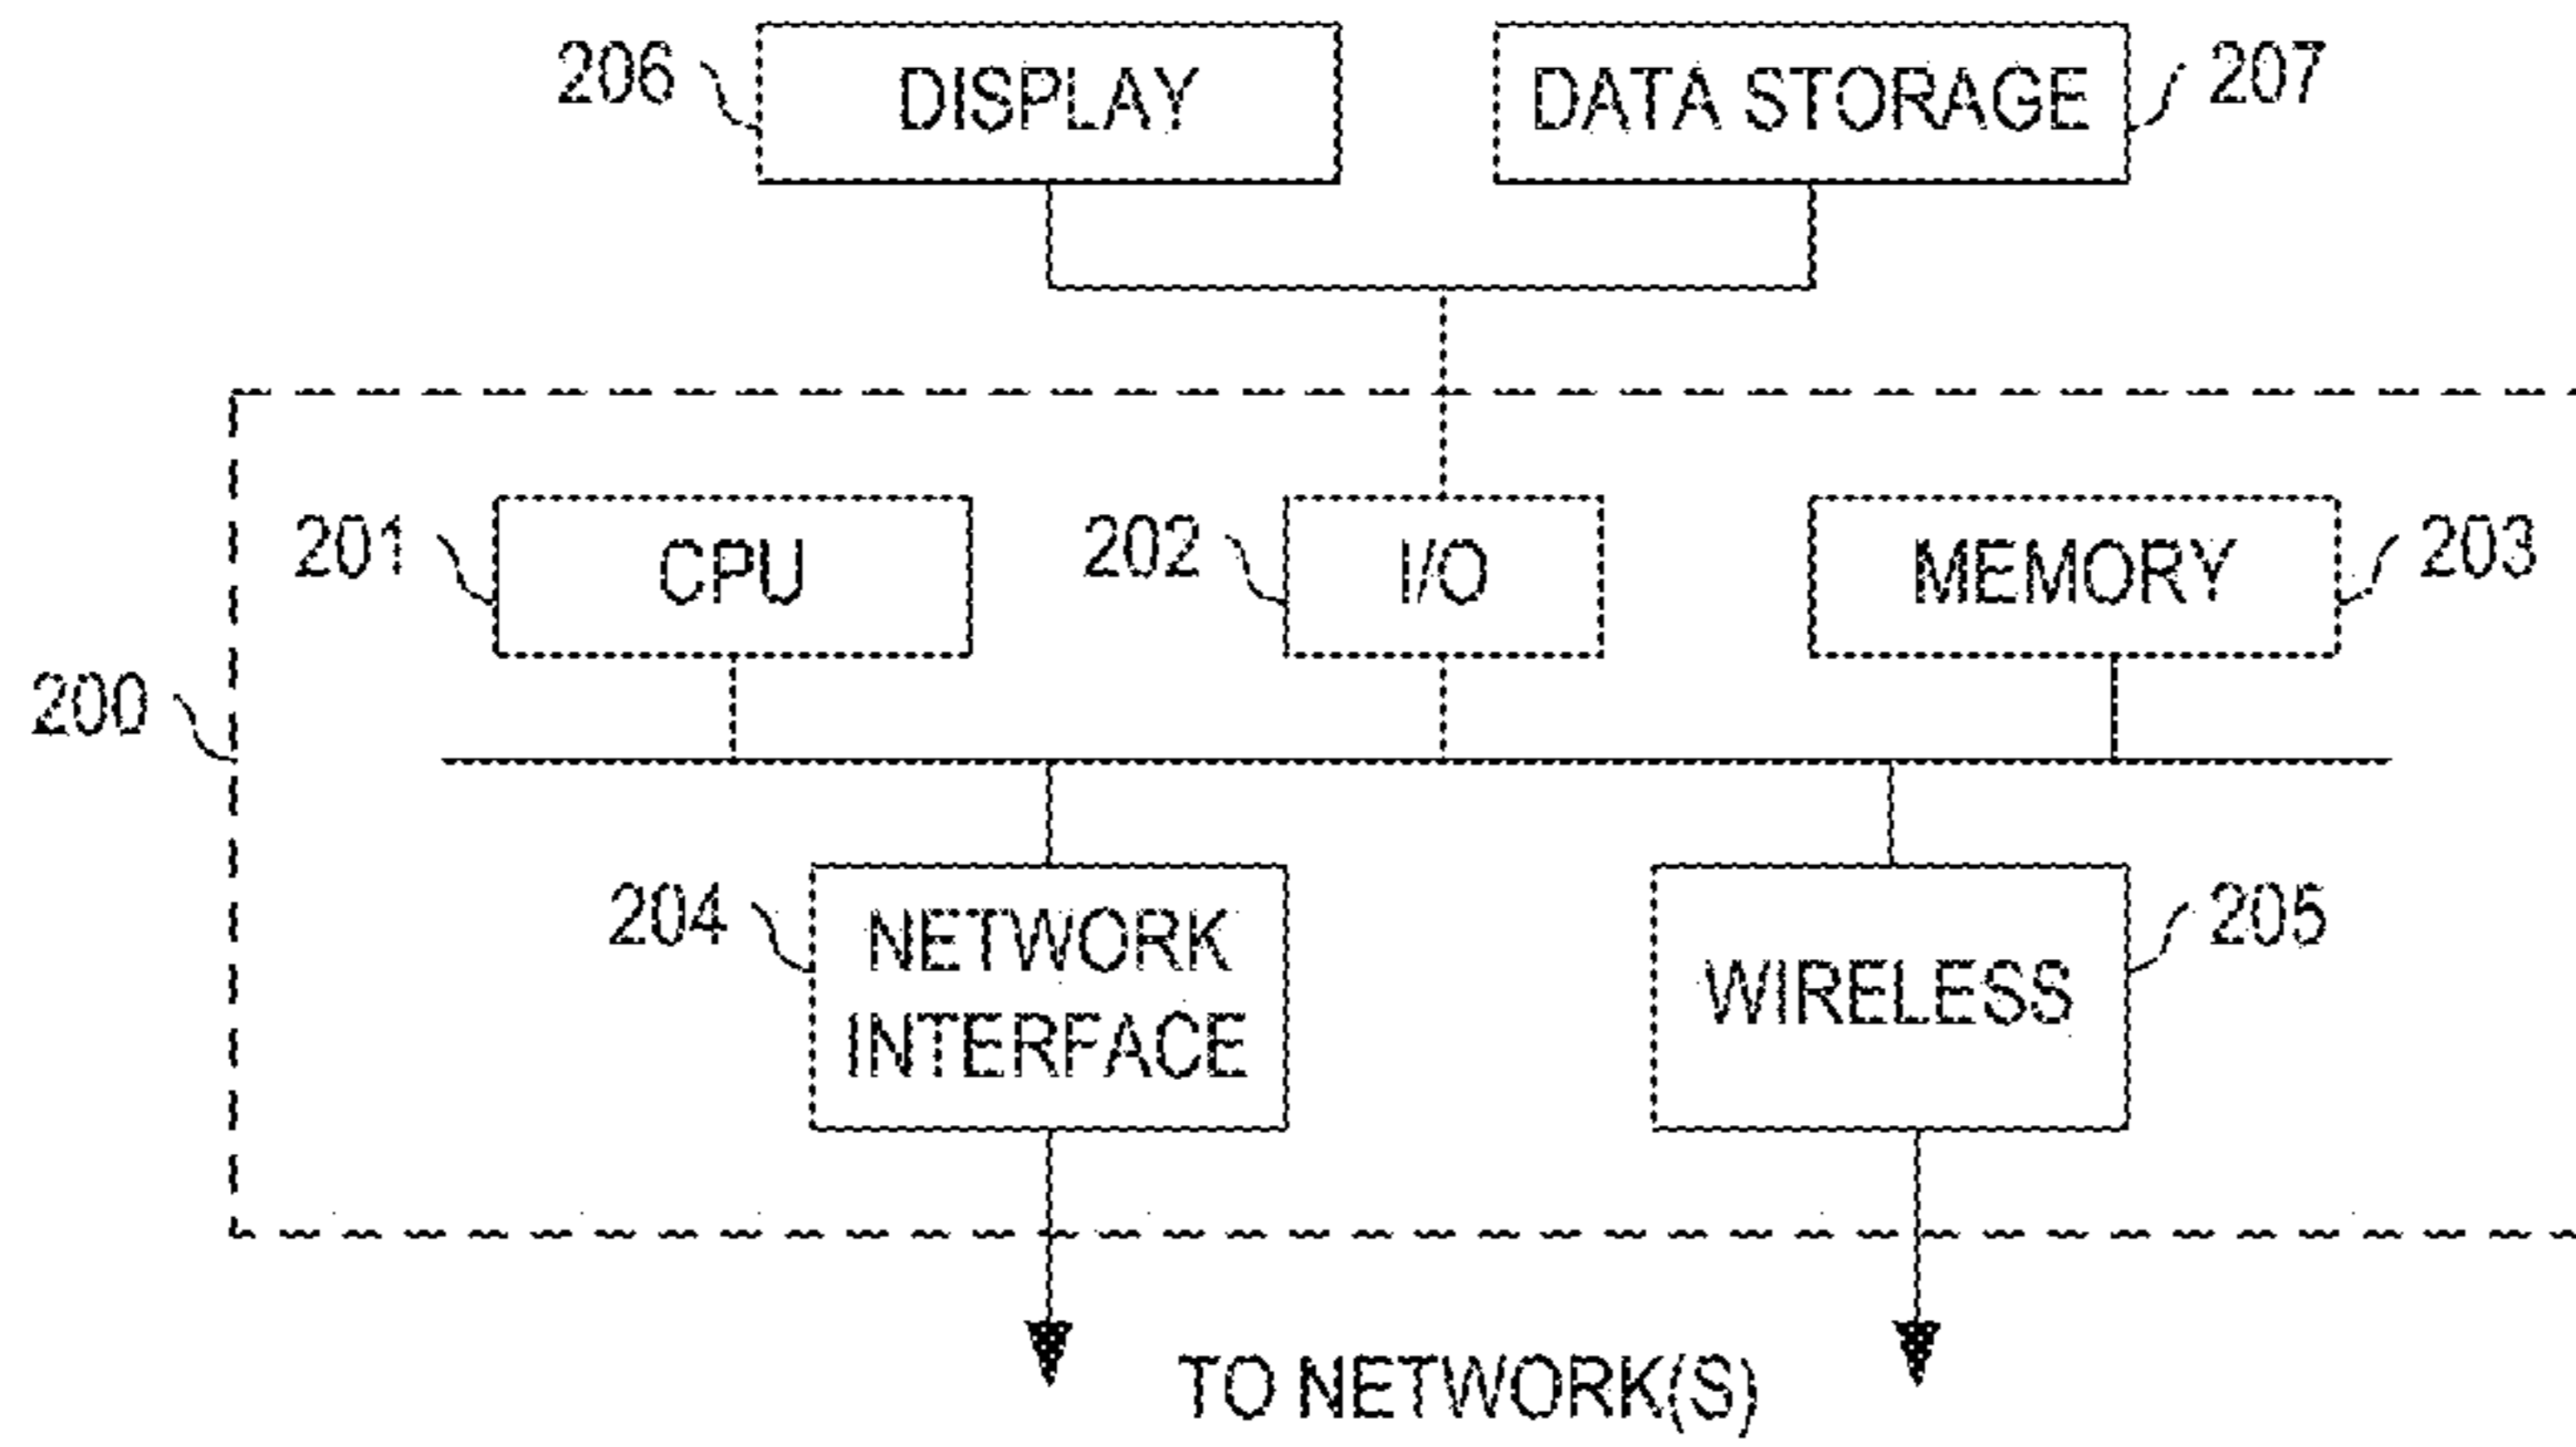 206 DISPLAY DATA STORAGE 207
201 CPU 202 I/O MEMORY 203
200
204 NETWORK INTERFACE WIRELESS 205
TO NETWORK(S)